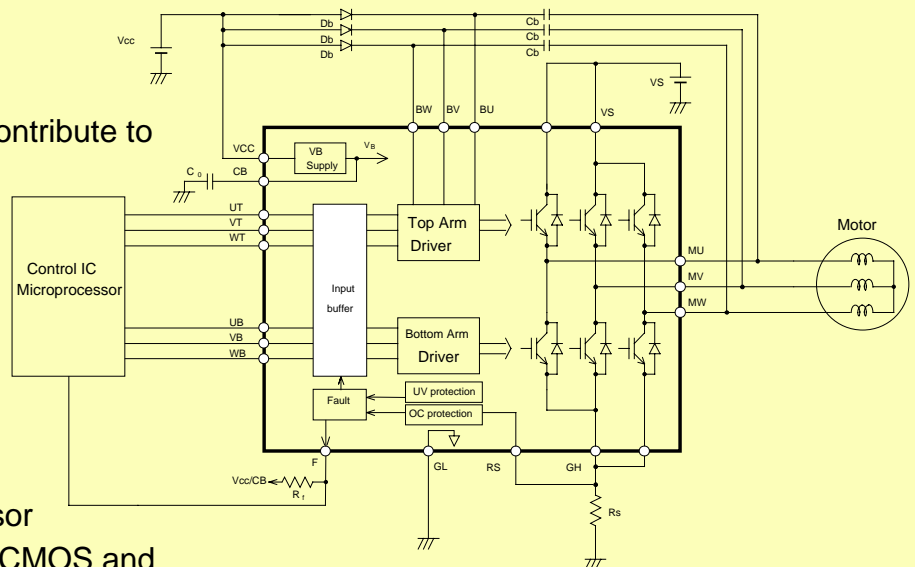 Vcc
Db
Db
Db
Cb
Cb
Cb
VS
BW BV BU VS
ontribute to
VCC
VB
Supply
VB
C0
CB
UT
VT
WT
Top Arm
Driver
Motor
Control IC
Microprocessor
Input
buffer
MU
MV
MW
UB
VB
WB
Bottom Arm
Driver
Fault
UV protection
OC protection
F
GL
RS
GH
Vcc/CB
Rf
Rs
sor
CMOS and